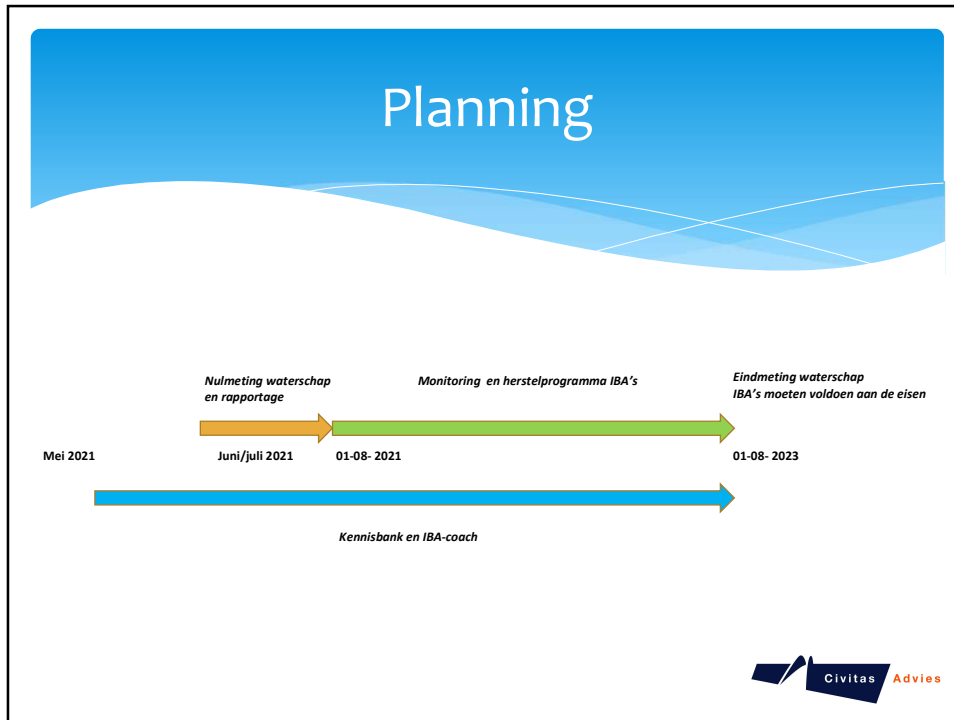 Planning
Nulmeting waterschap
en rapportage
Monitoring en herstelprogramma IBA's
Eindmeting waterschap
IBA's moeten voldoen aan de eisen
Mei 2021
Juni/juli 2021
01-08- 2021
01-08- 2023
Kennisbank en IBA-coach
Civitas Advies